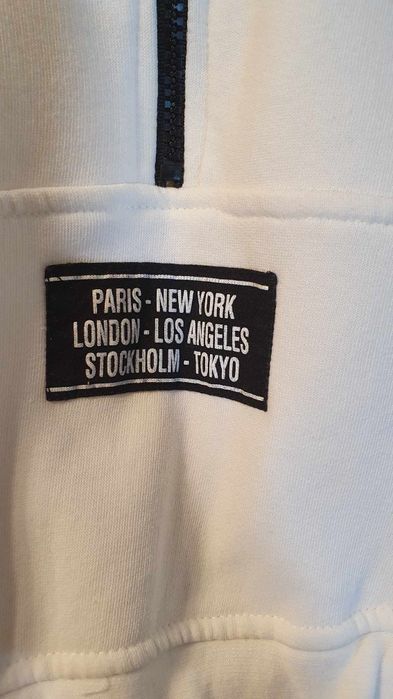 PARIS - NEW YORK
LONDON - LOS ANGELES
STOCKHOLM - TOKYO